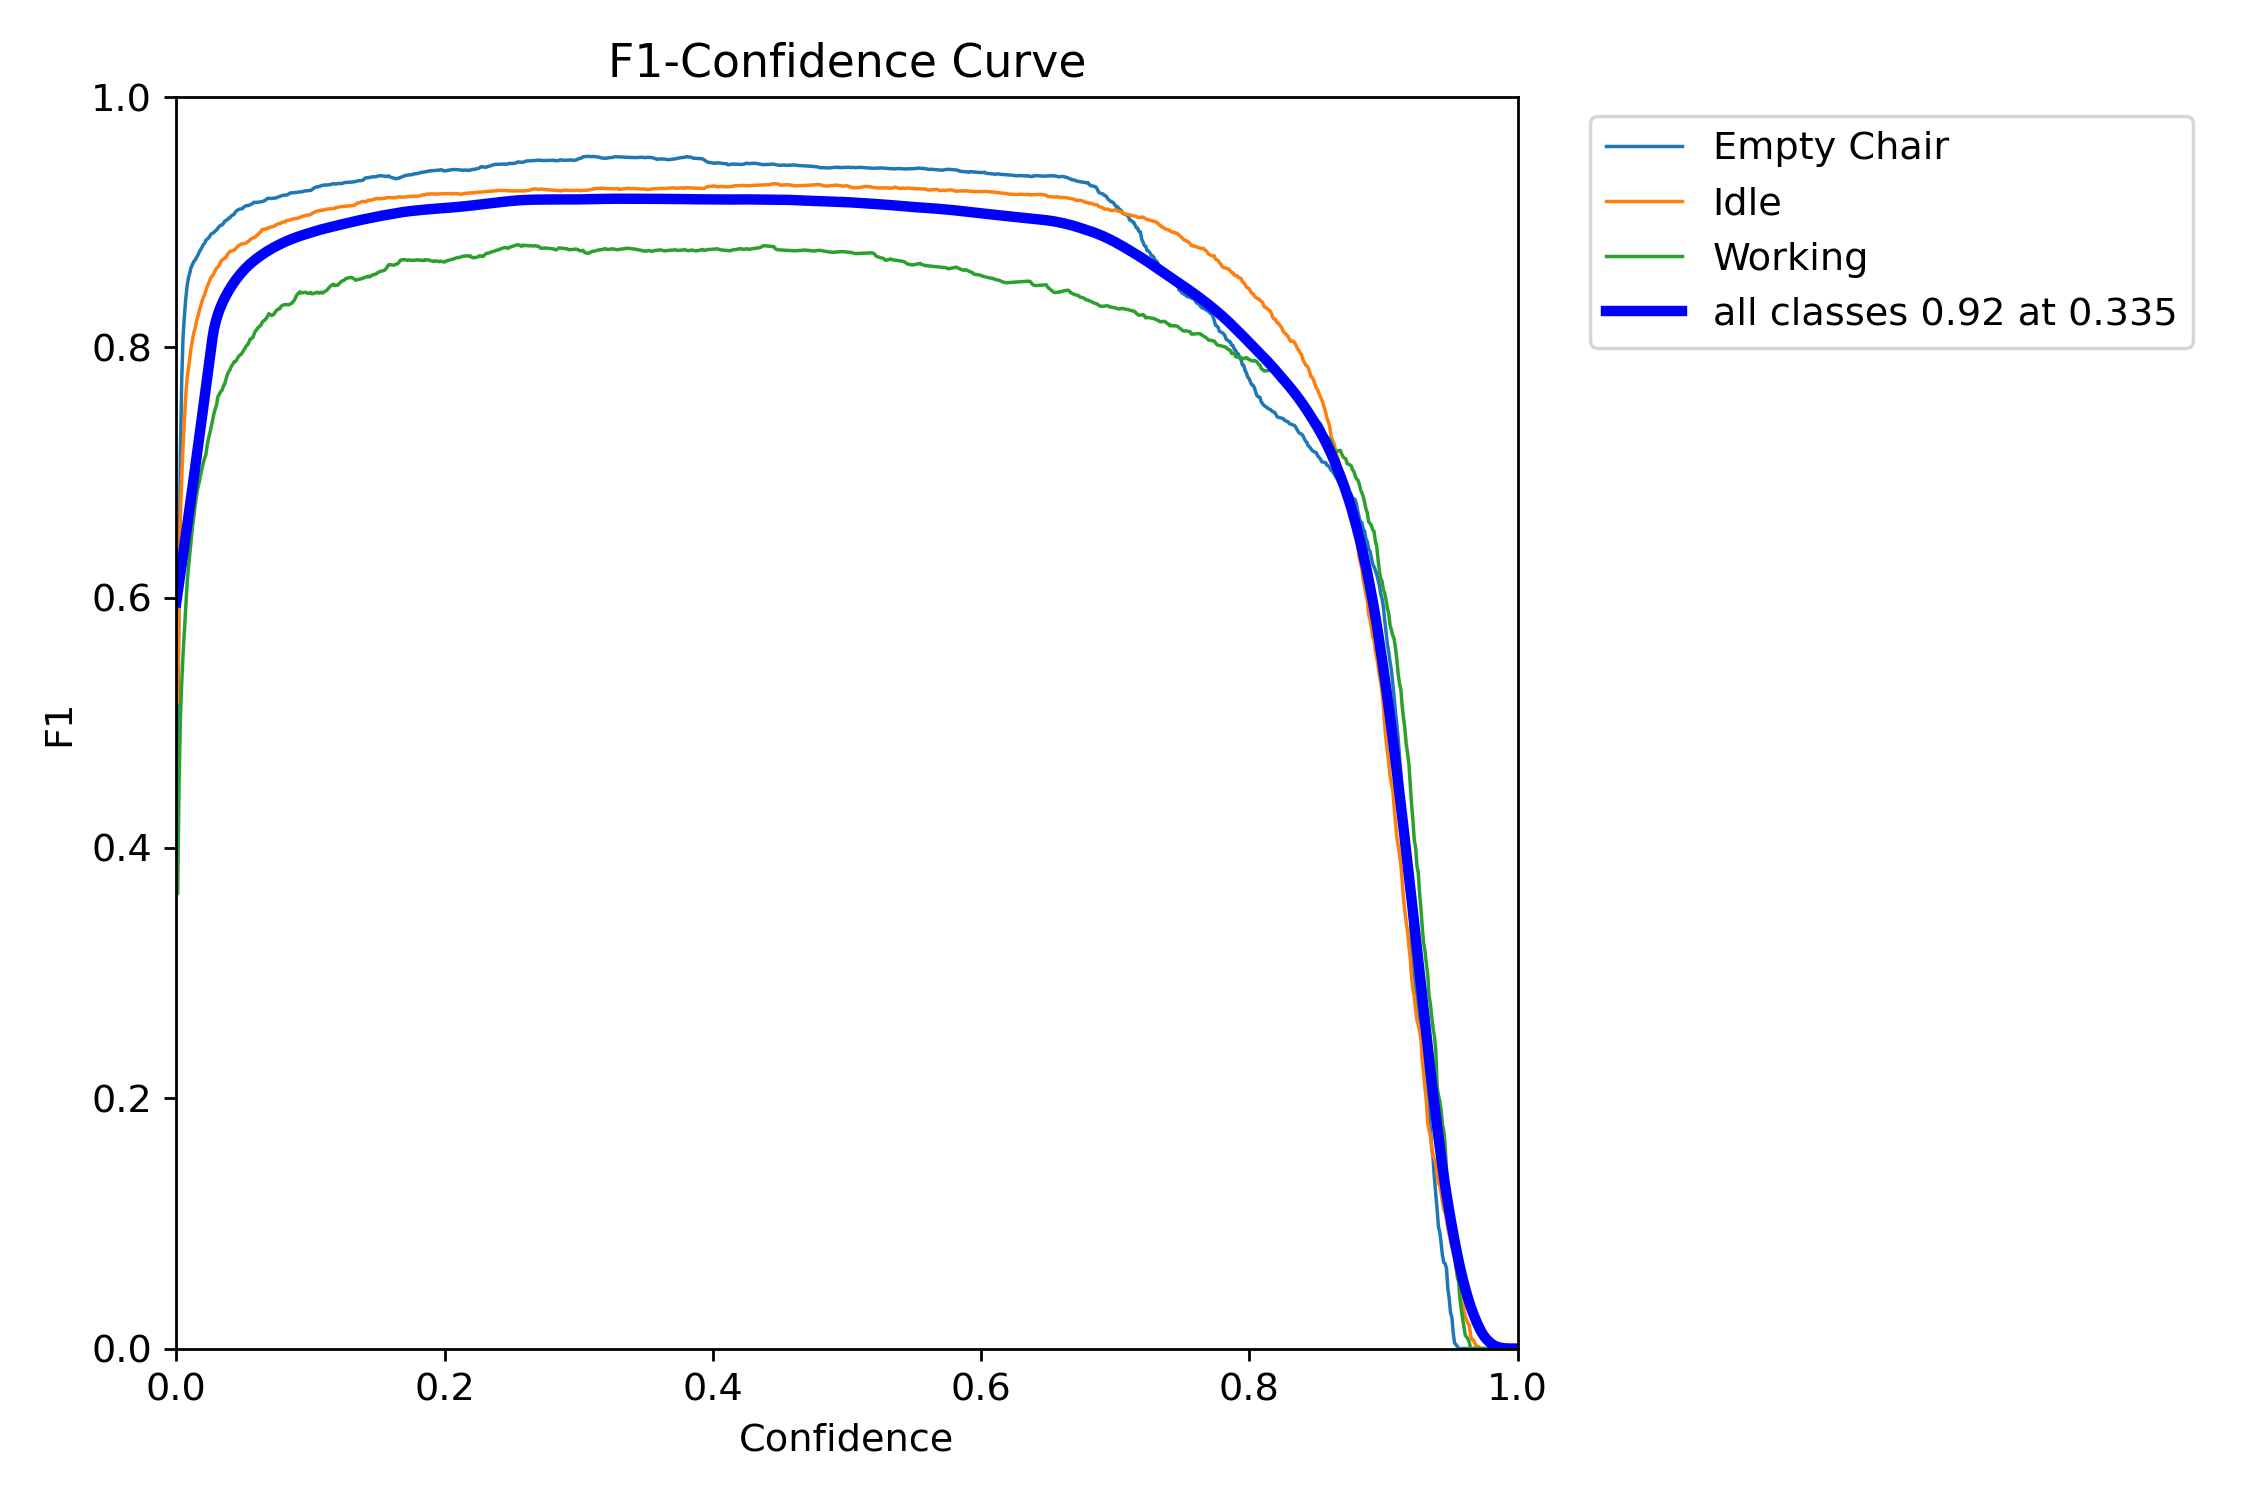 F1-Confidence Curve
1.0
0.8
0.6
0.4
0.2
0.0
F1
0.0 0.2 0.4 0.6 0.8 1.0
Confidence
Empty Chair
Idle
Working
all classes 0.92 at 0.335